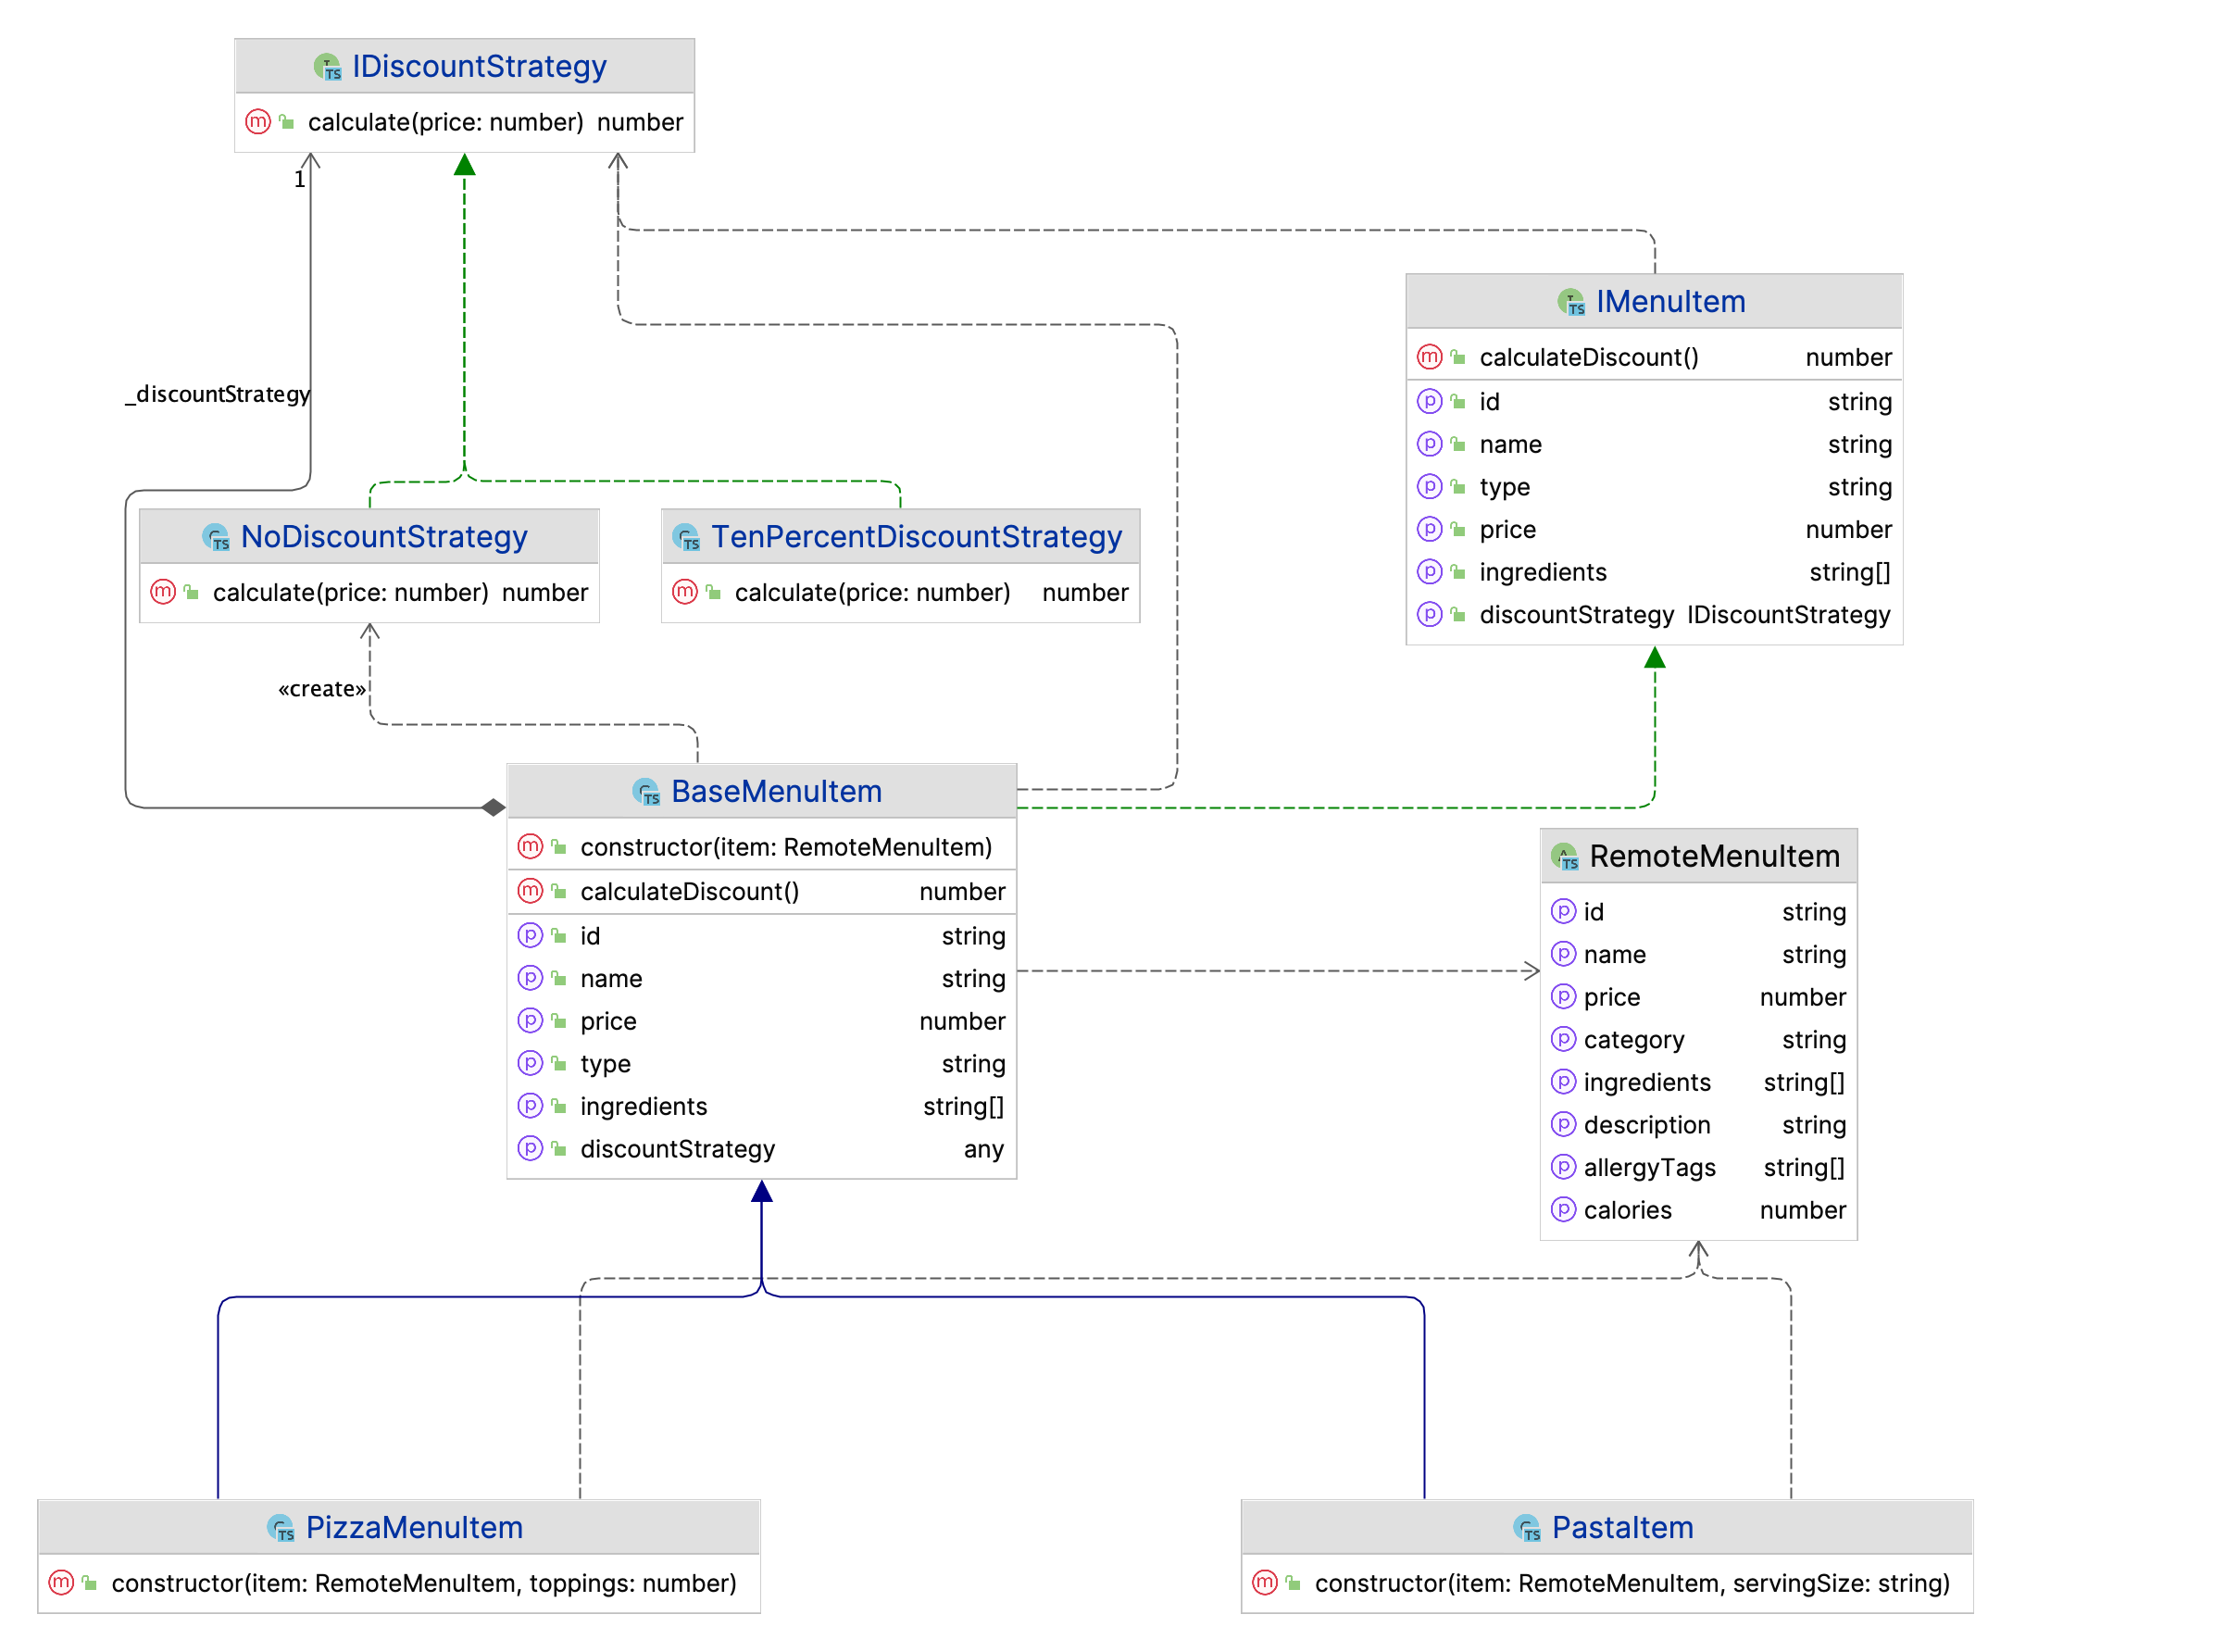 IDiscountStrategy
calculate(price: number) number
1
_discountStrategy
IMenuItem
calculateDiscount() number
id string
name string
type string
price number
ingredients string[]
discountStrategy IDiscountStrategy
NoDiscountStrategy
calculate(price: number) number
TenPercentDiscountStrategy
calculate(price: number) number
«create»
BaseMenuItem
constructor(item: RemoteMenuItem)
calculateDiscount() number
id string
name string
price number
type string
ingredients string[]
discountStrategy any
RemoteMenuItem
id string
name string
price number
category string
ingredients string[]
description string
allergyTags string[]
calories number
PizzaMenuItem
constructor(item: RemoteMenuItem, toppings: number)
PastaItem
constructor(item: RemoteMenuItem, servingSize: string)